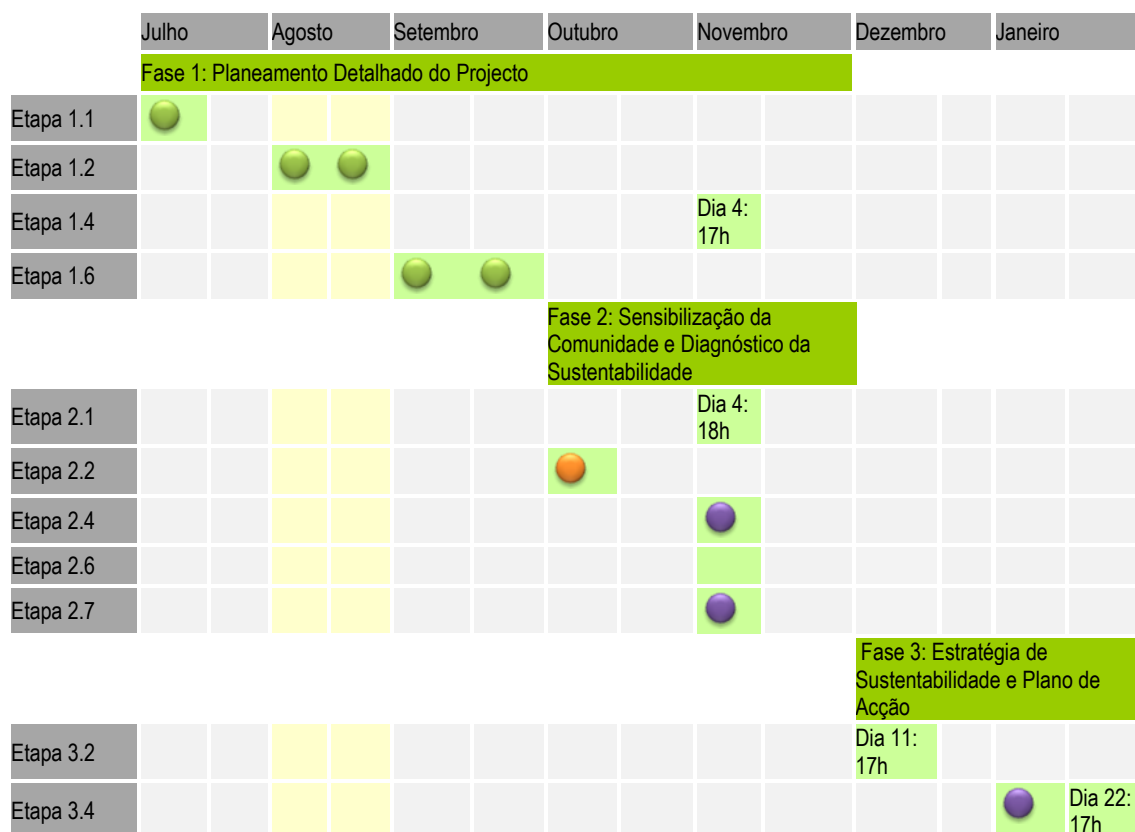 Julho Agosto Setembro Outubro Novembro Dezembro Janeiro
Fase 1: Planeamento Detalhado do Projecto
Etapa 1.1
Etapa 1.2
Etapa 1.4
Dia 4:
17h
Etapa 1.6
Fase 2: Sensibilização da
Comunidade e Diagnóstico da
Sustentabilidade
Etapa 2.1
Dia 4:
18h
Etapa 2.2
Etapa 2.4
Etapa 2.6
Etapa 2.7
Fase 3: Estratégia de
Sustentabilidade e Plano de
Acção
Etapa 3.2
Dia 11:
17h
Etapa 3.4
Dia 22:
17h